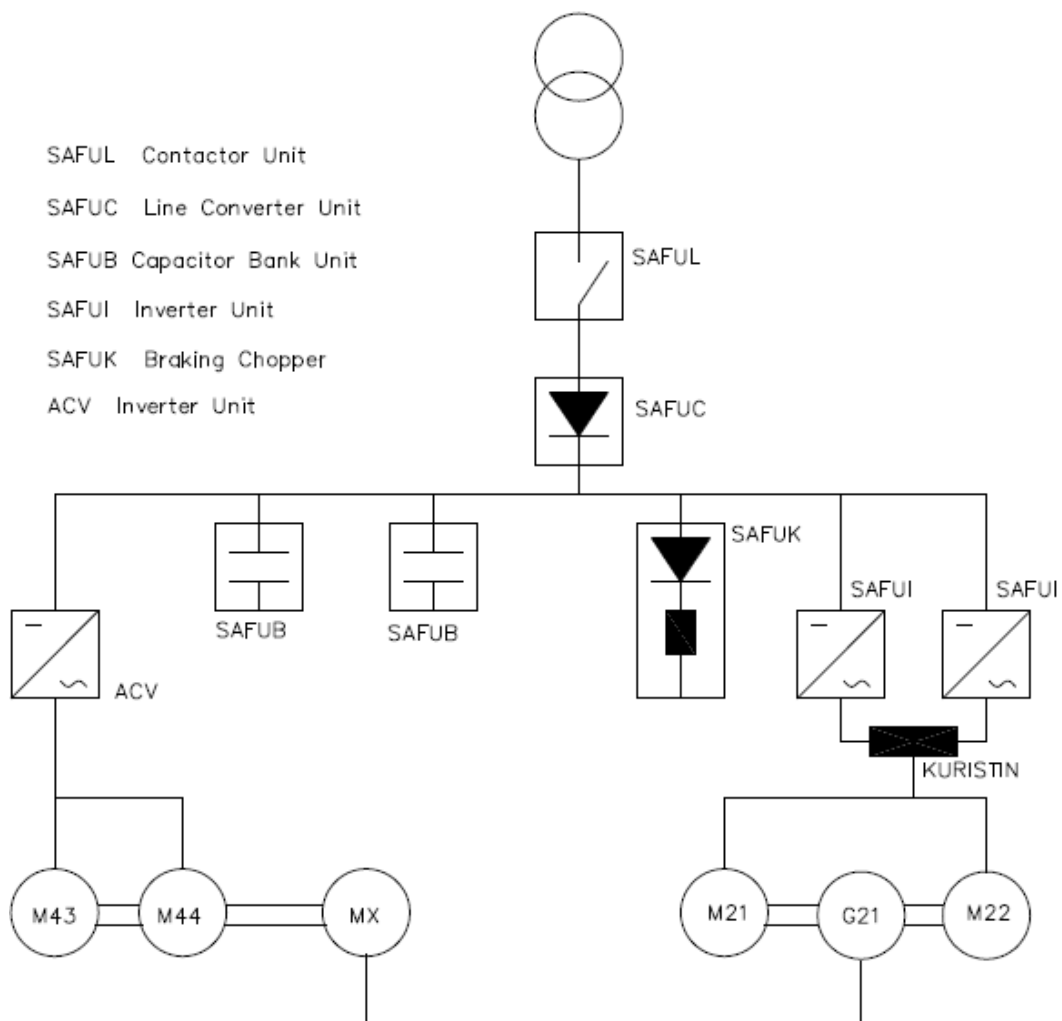 SAFUL Contactor Unit
SAFUC Line Converter Unit
SAFUB Capacitor Bank Unit
SAFUI Inverter Unit
SAFUK Braking Chopper
ACV Inverter Unit
SAFUL
SAFUC
SAFUK
SAFUI
SAFUI
SAFUB
SAFUB
ACV
KURISTIN
M43
M44
MX
M21
G21
M22